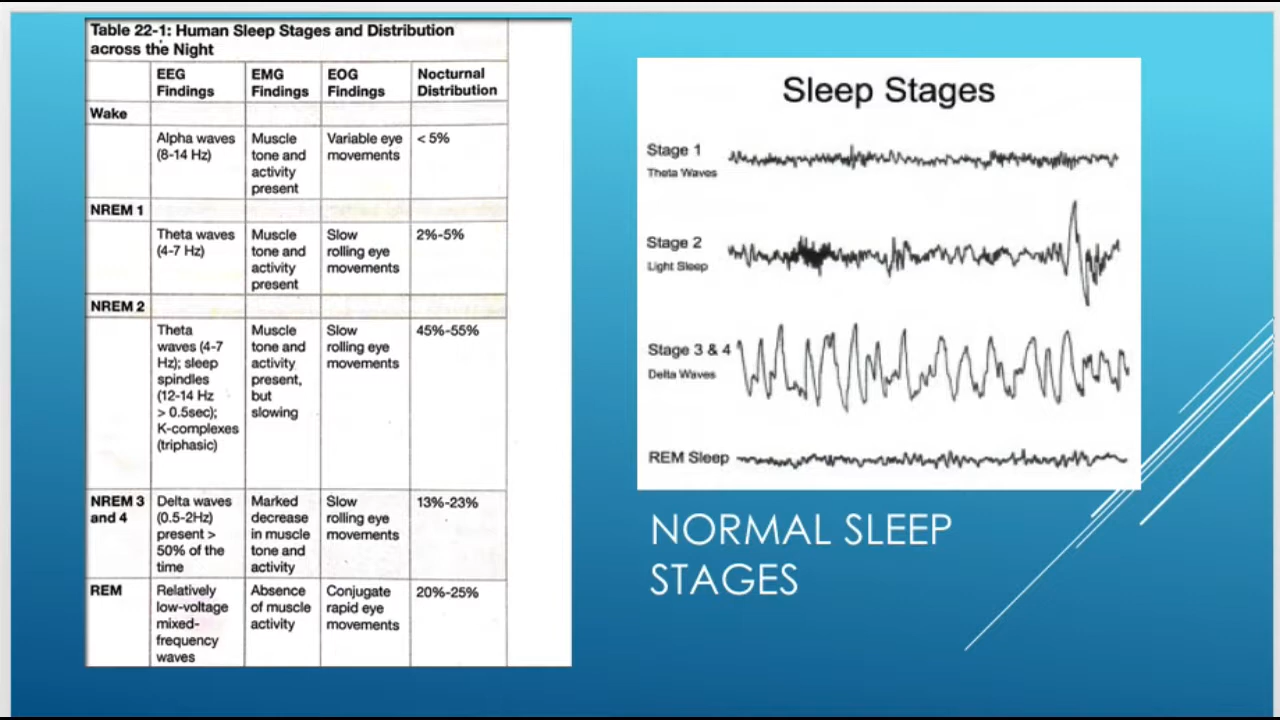 Table 22-1: Human Sleep Stages and Distribution
across the Night
EEG Findings | EMG Findings | EOG Findings | Nocturnal Distribution
Wake
Alpha waves (8-14 Hz) | Muscle tone and activity present | Variable eye movements | < 5%
NREM 1
Theta waves (4-7 Hz) | Muscle tone and activity present | Slow rolling eye movements | 2%-5%
NREM 2
Theta waves (4-7 Hz); sleep spindles (12-14 Hz > 0.5sec); K-complexes (triphasic) | Muscle tone and activity present, but slowing | Slow rolling eye movements | 45%-55%
NREM 3 and 4 | Delta waves (0.5-2Hz) present > 50% of the time | Marked decrease in muscle tone and activity | Slow rolling eye movements | 13%-23%
REM | Relatively low-voltage mixed-frequency waves | Absence of muscle activity | Conjugate rapid eye movements | 20%-25%
Sleep Stages
Stage 1
Theta Waves
Stage 2
Light Sleep
Stage 3 & 4
Delta Waves
REM Sleep
NORMAL SLEEP
STAGES